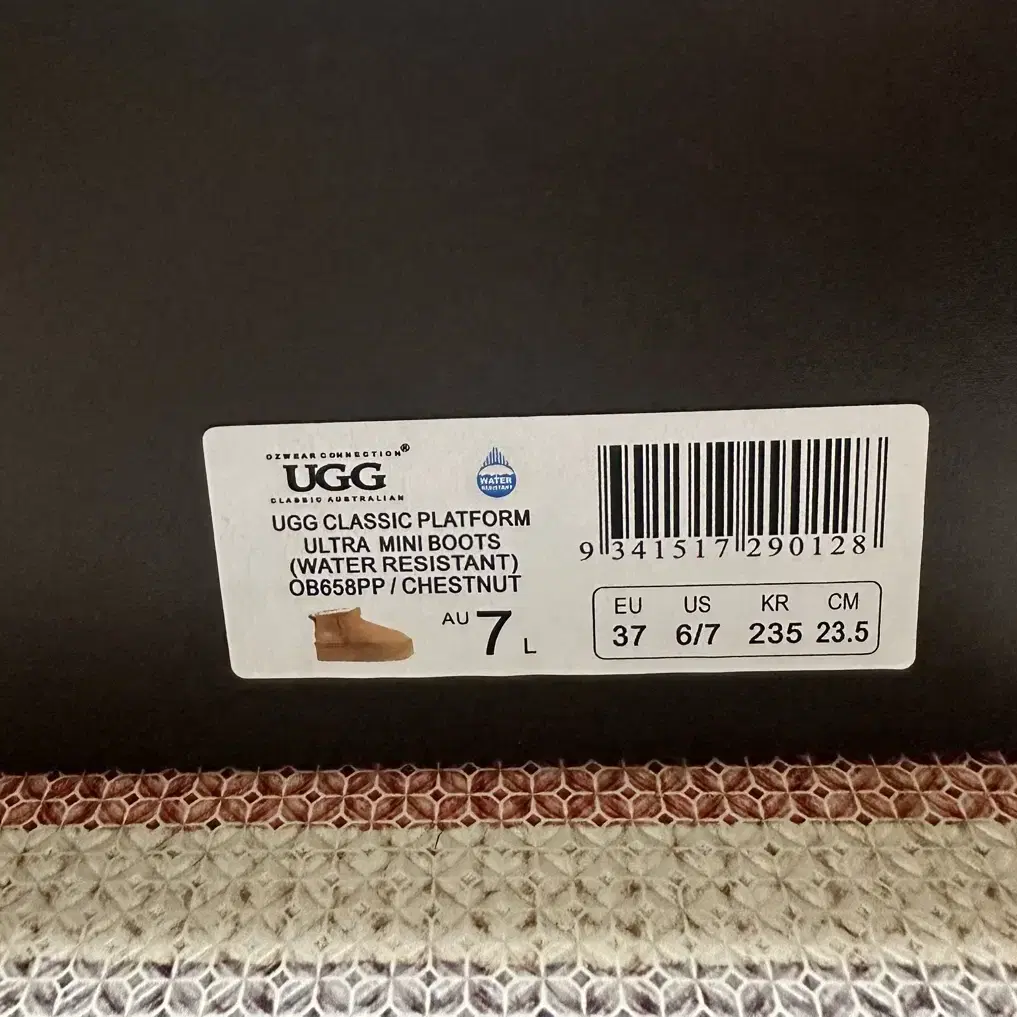 OZWEAR CONNECTION®
UGG
CLASSIC AUSTRALIAN
WATER
RESISTANT
UGG CLASSIC PLATFORM
ULTRA MINI BOOTS
(WATER RESISTANT)
OB658PP / CHESTNUT
AU 7 L
9 341517 290128
EU US KR CM
37 6/7 235 23.5